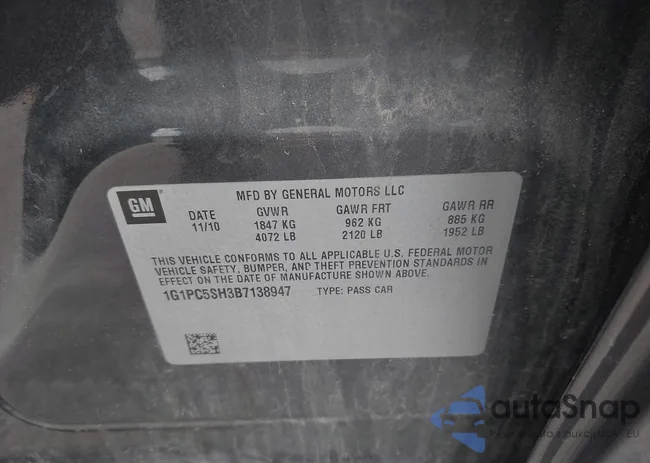 GM
MFD BY GENERAL MOTORS LLC
DATE GVWR GAWR FRT GAWR RR
11/10 1847 KG 962 KG 885 KG
4072 LB 2120 LB 1952 LB
THIS VEHICLE CONFORMS TO ALL APPLICABLE U.S. FEDERAL MOTOR
VEHICLE SAFETY, BUMPER, AND THEFT PREVENTION STANDARDS IN
EFFECT ON THE DATE OF MANUFACTURE SHOWN ABOVE.
1G1PC5SH3B7138947 TYPE: PASS CAR
autoSnap